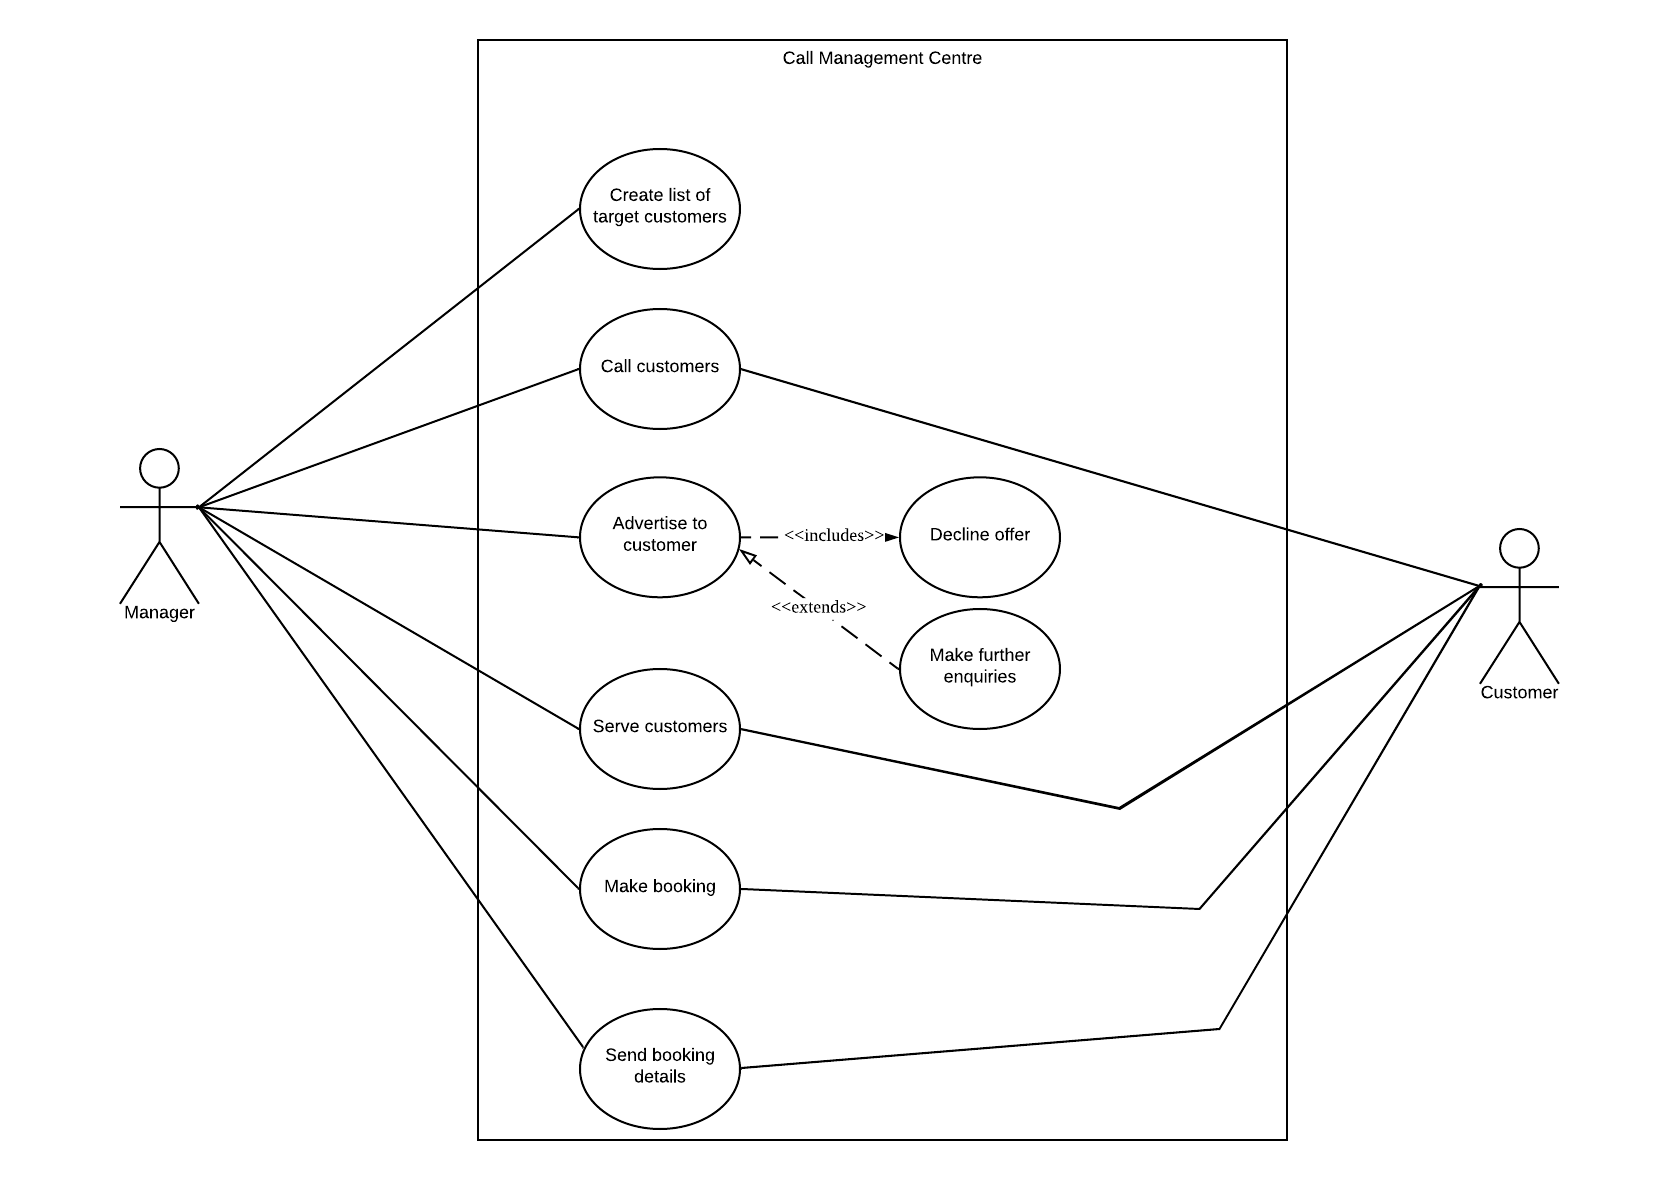 Call Management Centre
Create list of
target customers
Call customers
Advertise to
customer
<<includes>>
Decline offer
<<extends>>
Make further
enquiries
Manager
Customer
Serve customers
Make booking
Send booking
details